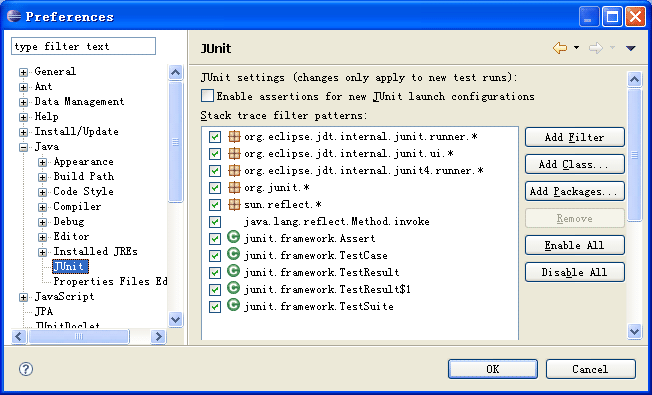 Preferences
type filter text
General
Ant
Data Management
Help
Install/Update
Java
Appearance
Build Path
Code Style
Compiler
Debug
Editor
Installed JREs
JUnit
Properties Files Ed
JavaScript
JPA
JUnitDoclet
JUnit
JUnit settings (changes only apply to new test runs):
Enable assertions for new JUnit launch configurations
Stack trace filter patterns:
org.eclipse.jdt.internal.junit.runner.*
org.eclipse.jdt.internal.junit.ui.*
org.eclipse.jdt.internal.junit4.runner.*
org.junit.*
sun.reflect.*
java.lang.reflect.Method.invoke
junit.framework.Assert
junit.framework.TestCase
junit.framework.TestResult
junit.framework.TestResult$1
junit.framework.TestSuite
Add Filter
Add Class...
Add Packages...
Remove
Enable All
Disable All
OK
Cancel